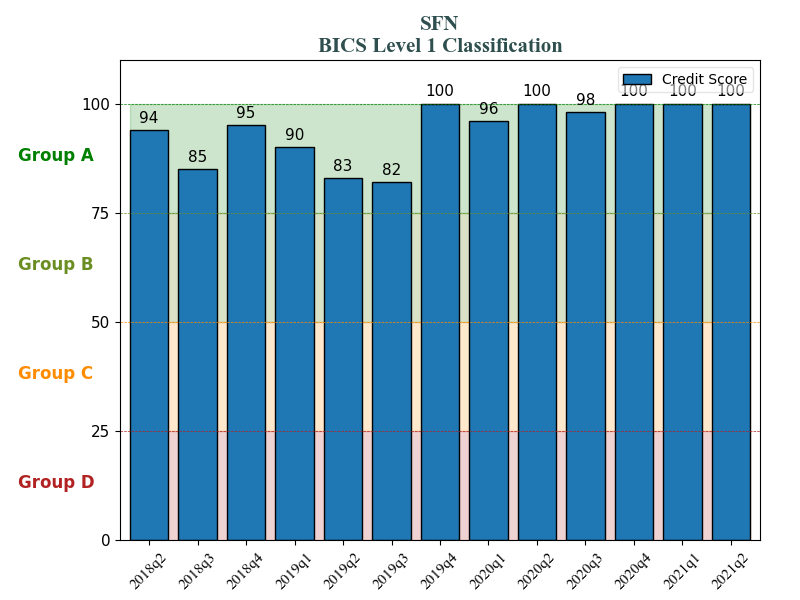 SFN
BICS Level 1 Classification
Credit Score
94
85
95
90
83
82
100
96
100
98
100
100
100
100
75
50
25
0
Group A
Group B
Group C
Group D
2018q2
2018q3
2018q4
2019q1
2019q2
2019q3
2019q4
2020q1
2020q2
2020q3
2020q4
2021q1
2021q2